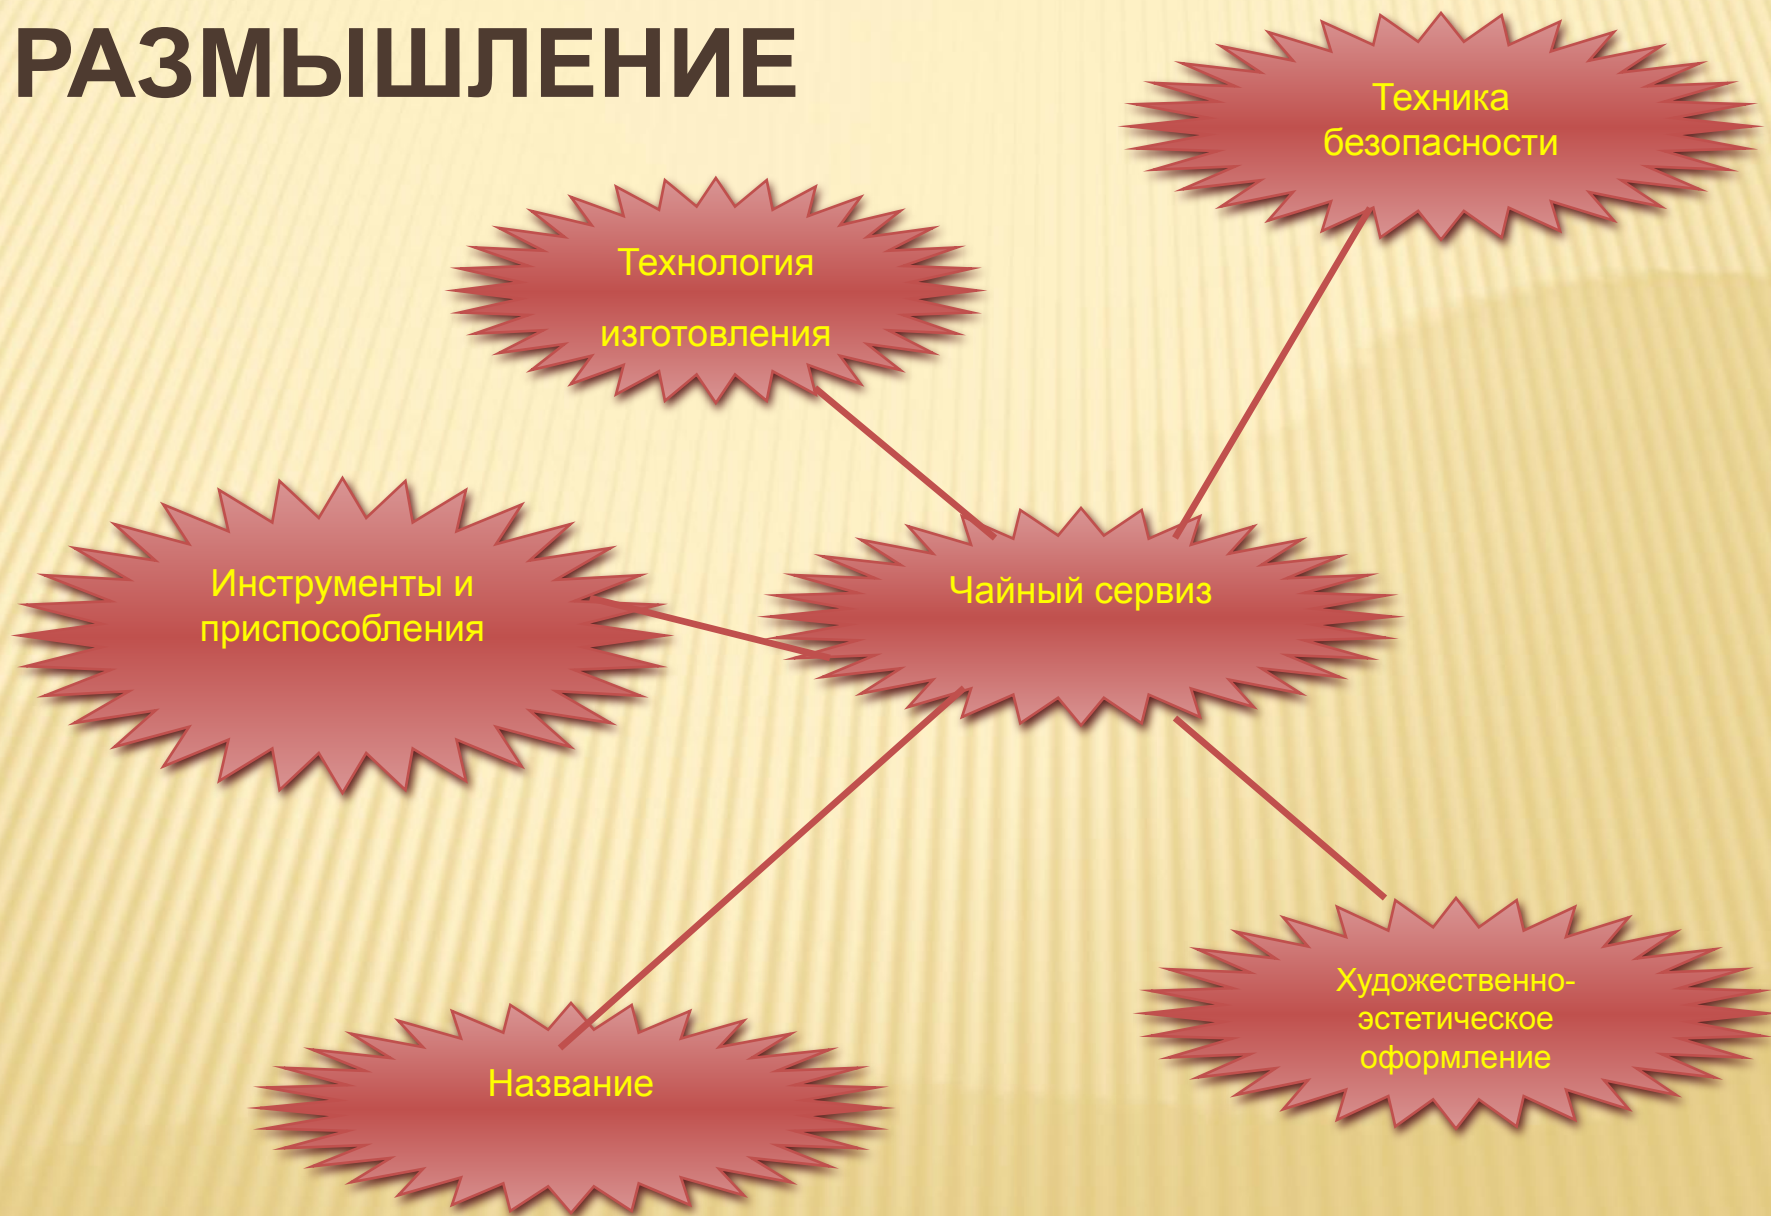 РАЗМЫШЛЕНИЕ
Техника
безопасности
Технология
изготовления
Инструменты и
приспособления
Чайный сервиз
Художественно-
эстетическое
оформление
Название